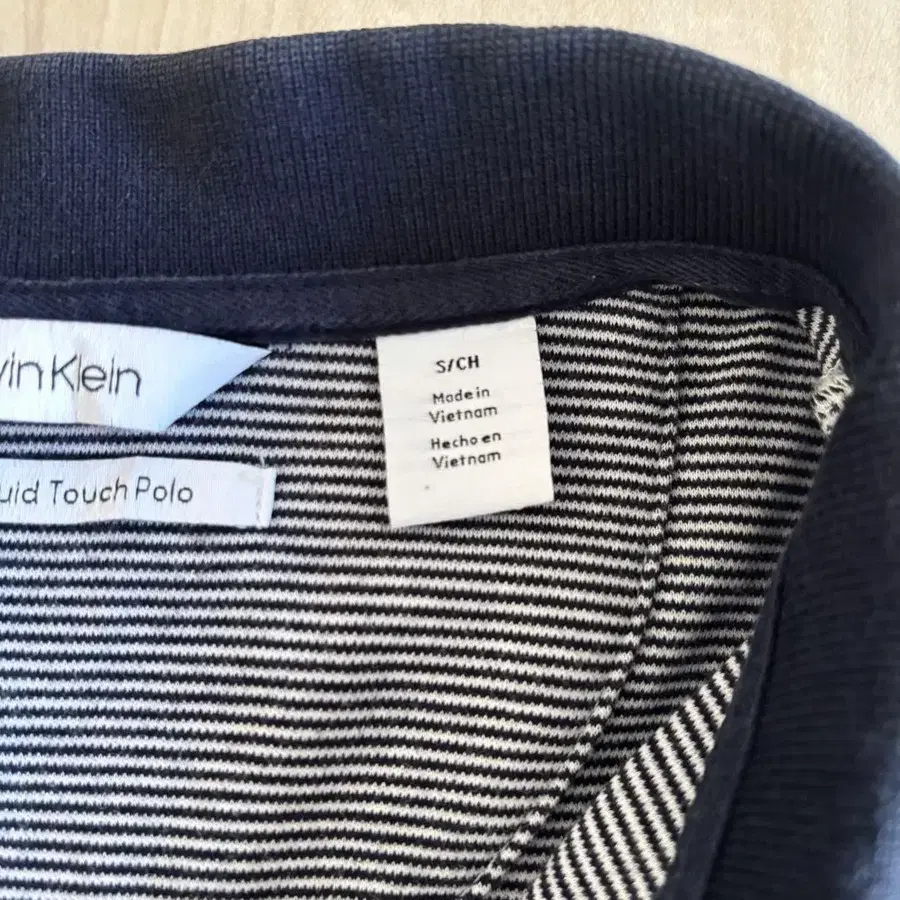 vin Klein
uid Touch Polo
S/CH
Made in
Vietnam
Hecho en
Vietnam